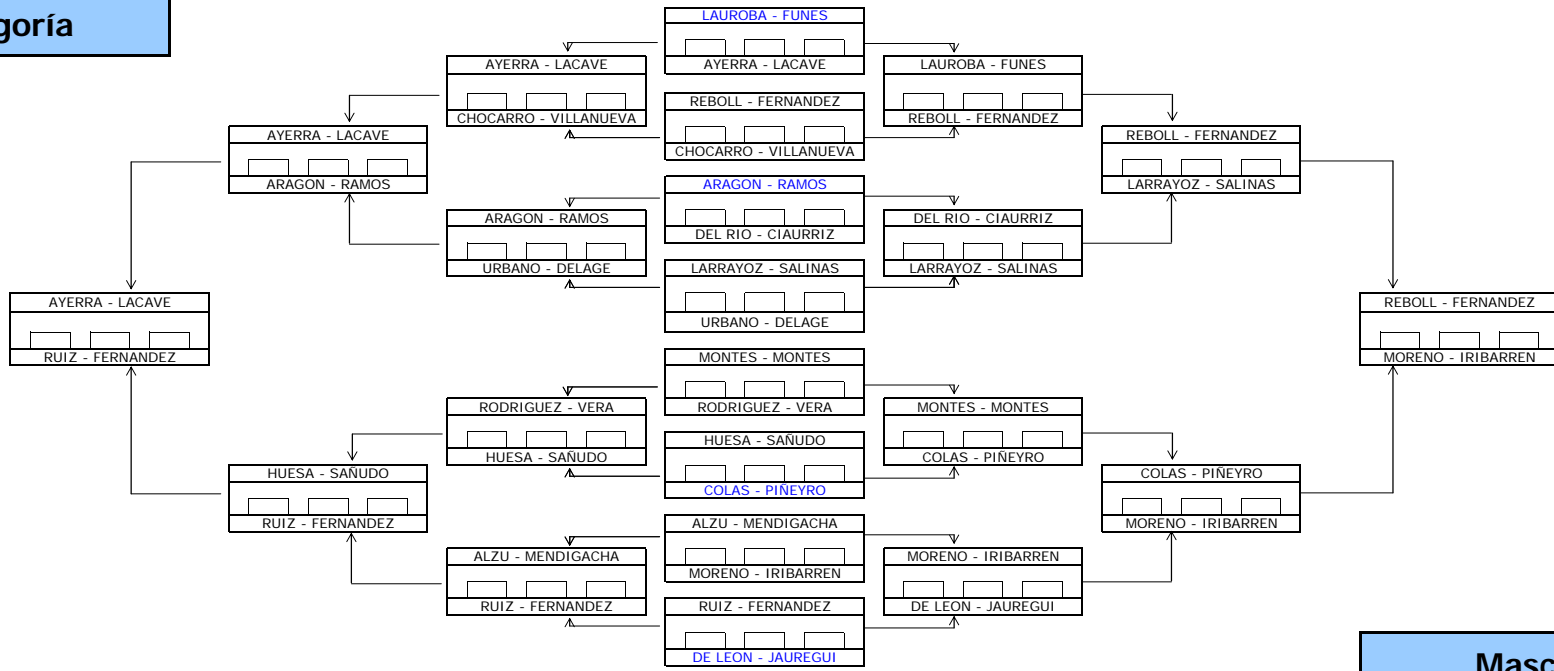 goría
LAUROBA - FUNES
AYERRA - LACAVE
AYERRA - LACAVE
LAUROBA - FUNES
REBOLL - FERNANDEZ
CHOCARRO - VILLANUEVA
REBOLL - FERNANDEZ
AYERRA - LACAVE
REBOLL - FERNANDEZ
CHOCARRO - VILLANUEVA
ARAGON - RAMOS
ARAGON - RAMOS
LARRAYOZ - SALINAS
ARAGON - RAMOS
DEL RIO - CIAURRIZ
DEL RIO - CIAURRIZ
URBANO - DELAGE
LARRAYOZ - SALINAS
LARRAYOZ - SALINAS
AYERRA - LACAVE
REBOLL - FERNANDEZ
URBANO - DELAGE
RUIZ - FERNANDEZ
MONTES - MONTES
MORENO - IRIBARREN
RODRIGUEZ - VERA
RODRIGUEZ - VERA
MONTES - MONTES
HUESA - SAÑUDO
HUESA - SAÑUDO
COLAS - PIÑEYRO
HUESA - SAÑUDO
COLAS - PIÑEYRO
COLAS - PIÑEYRO
RUIZ - FERNANDEZ
ALZU - MENDIGACHA
MORENO - IRIBARREN
ALZU - MENDIGACHA
MORENO - IRIBARREN
MORENO - IRIBARREN
RUIZ - FERNANDEZ
RUIZ - FERNANDEZ
DE LEON - JAUREGUI
DE LEON - JAUREGUI
Masc